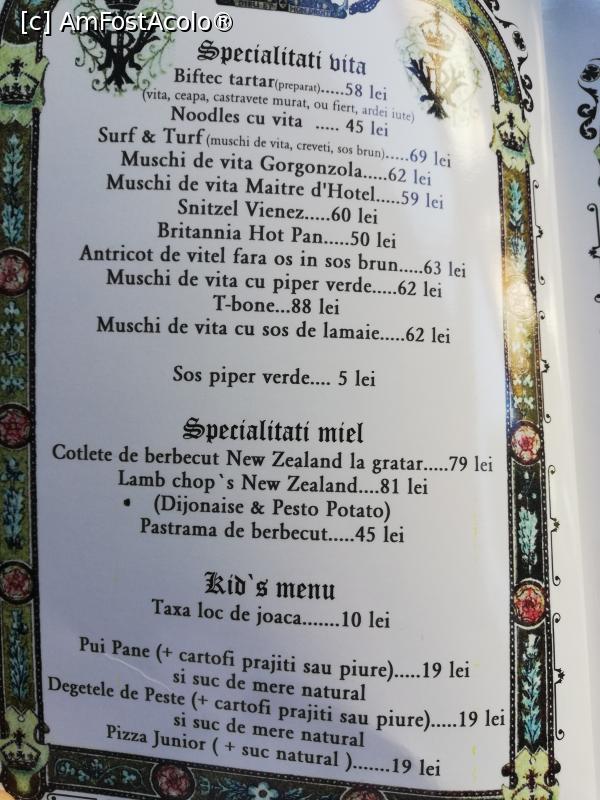 [c] AmFostAcolo®
Specialitati vita
Biftec tartar(preparat).....58 lei
(vita, ceapa, castravete murat, ou fiert, ardei iute)
Noodles cu vita ..... 45 lei
Surf & Turf (muschi de vita, creveti, sos brun).....69 lei
Muschi de vita Gorgonzola.....62 lei
Muschi de vita Maitre d'Hotel.....59 lei
Snitzel Vienez.....60 lei
Britannia Hot Pan.....50 lei
Antricot de vitel fara os in sos brun.....63 lei
Muschi de vita cu piper verde.....62 lei
T-bone...88 lei
Muschi de vita cu sos de lamaie.....62 lei
Sos piper verde.... 5 lei
Specialitati miel
Cotlete de berbecut New Zealand la gratar.....79 lei
Lamb chop`s New Zealand....81 lei
(Dijonaise & Pesto Potato)
Pastrama de berbecut.....45 lei
Kid`s menu
Taxa loc de joaca.......10 lei
Pui Pane (+ cartofi prajiti sau piure).....19 lei
si suc de mere natural
Degetele de Peste (+ cartofi prajiti sau piure).....19 lei
si suc de mere natural
Pizza Junior ( + suc natural ).......19 lei